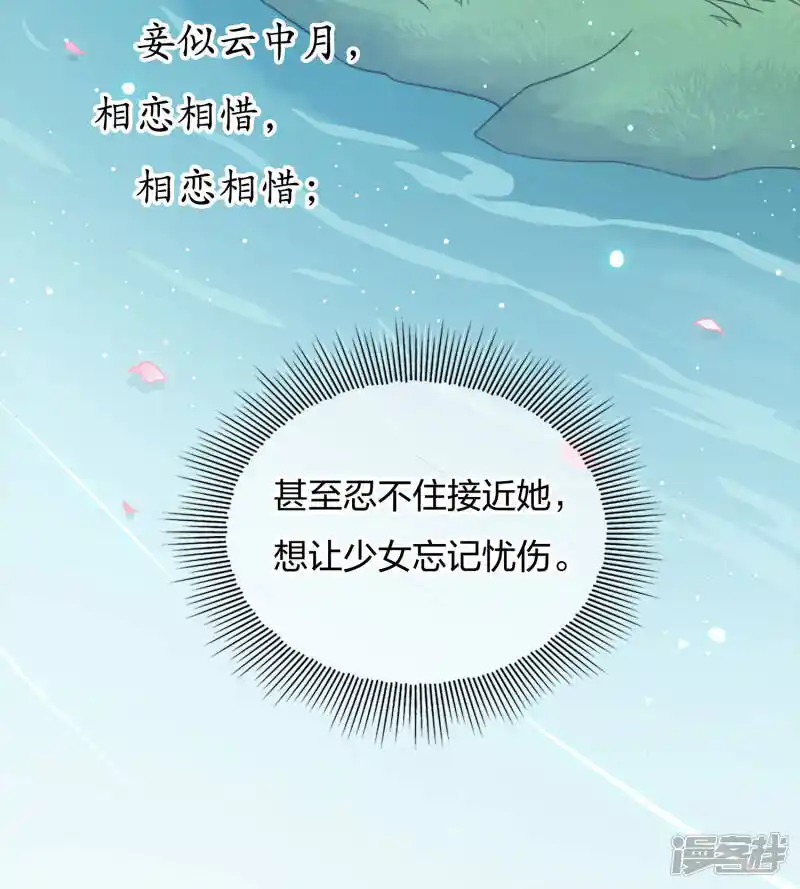 妾似云中月，
相恋相惜，
相恋相惜；
甚至忍不住接近她，
想让少女忘记忧伤。
漫客栈